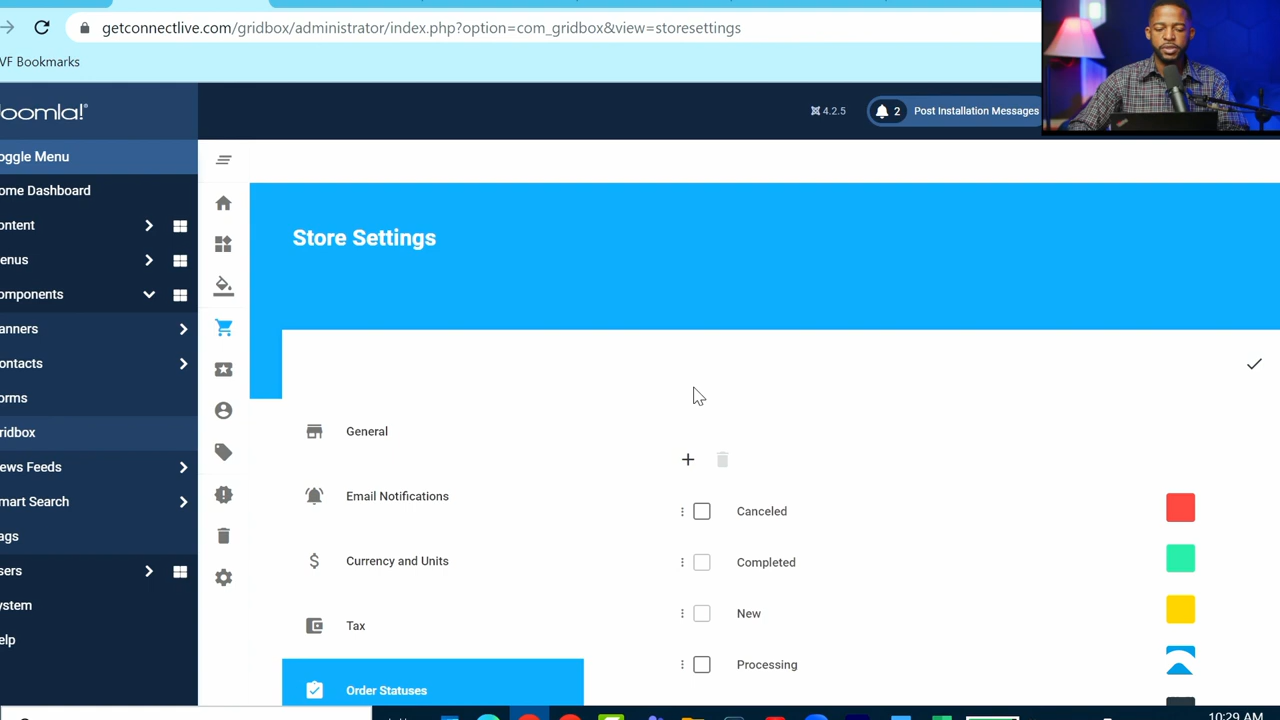 getconnectlive.com/gridbox/administrator/index.php?option=com_gridbox&view=storesettings
VF Bookmarks
oomla!®
4.2.5
2
Post Installation Messages
oggle Menu
ome Dashboard
ontent
enus
omponents
anners
ontacts
orms
ridbox
ews Feeds
mart Search
ags
sers
ystem
elp
Store Settings
General
Email Notifications
Currency and Units
Tax
Order Statuses
Canceled
Completed
New
Processing
10:29 AM